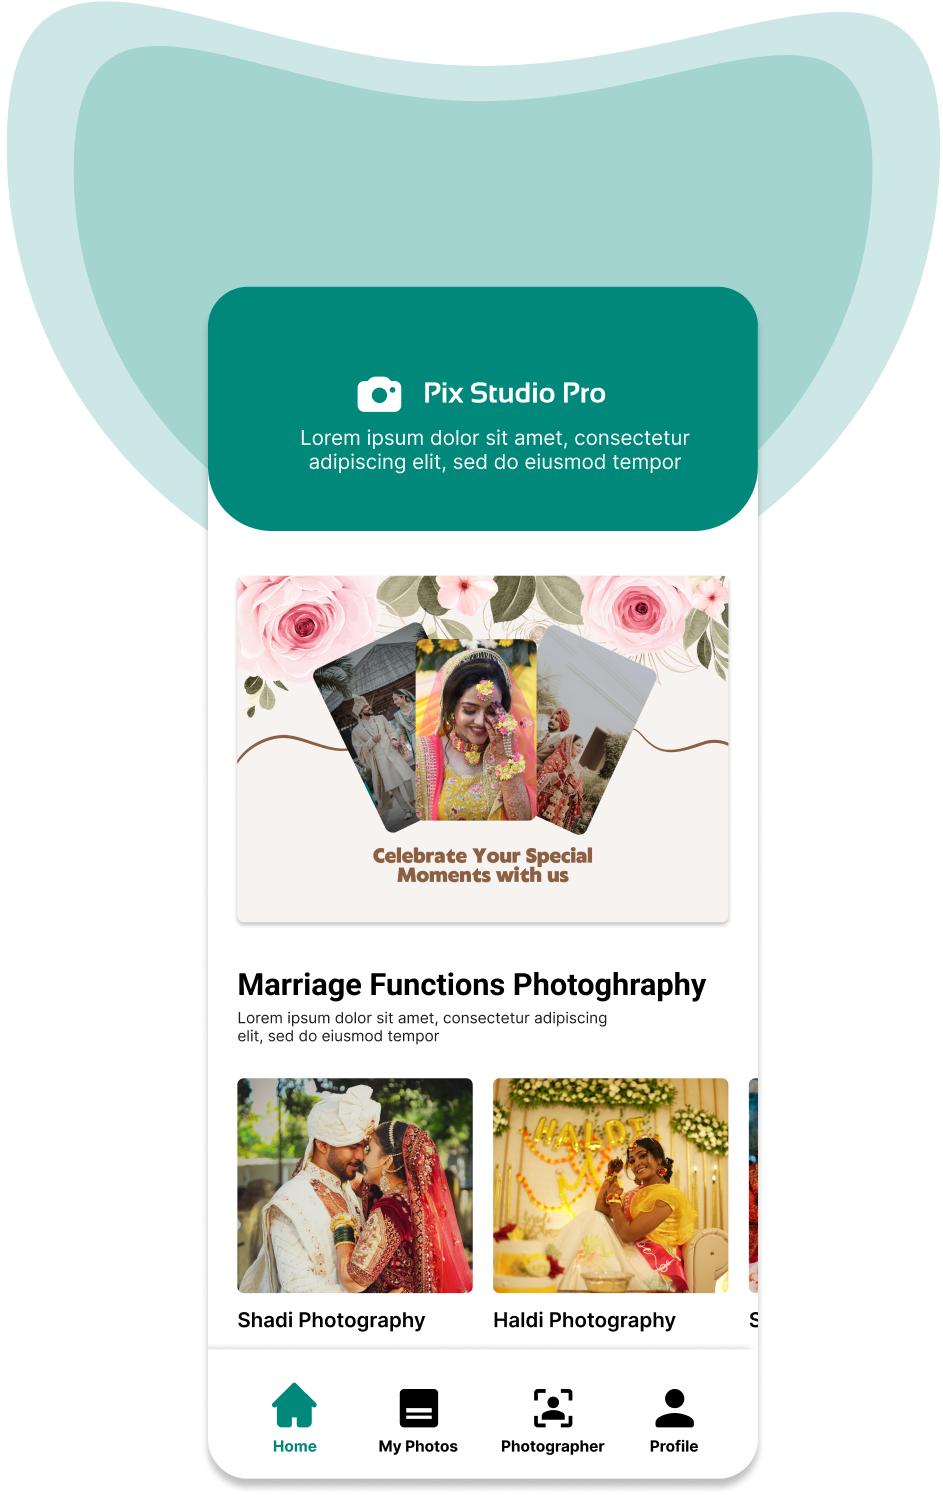 Pix Studio Pro
Lorem ipsum dolor sit amet, consectetur
adipiscing elit, sed do eiusmod tempor
Celebrate Your Special
Moments with us
Marriage Functions Photoghraphy
Lorem ipsum dolor sit amet, consectetur adipiscing
elit, sed do eiusmod tempor
HALDI
Shadi Photography
Haldi Photography
S
Home
My Photos
Photographer
Profile